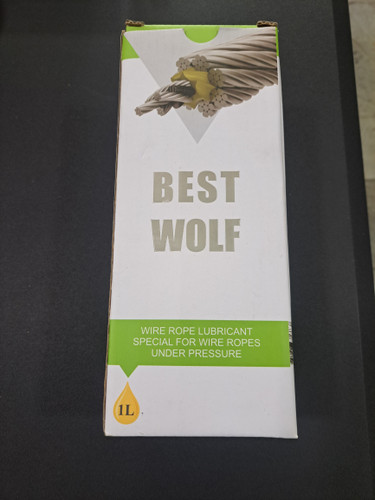 BEST
WOLF
WIRE ROPE LUBRICANT
SPECIAL FOR WIRE ROPES
UNDER PRESSURE
1L